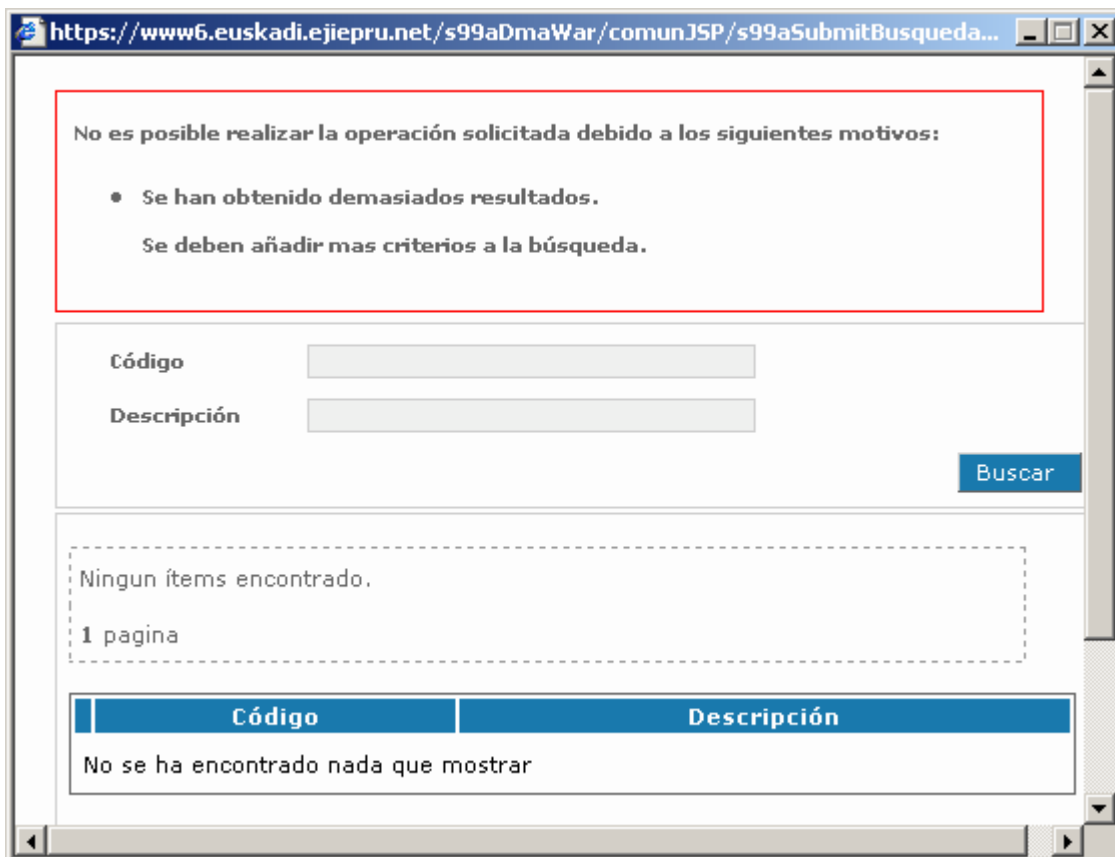 https://www6.euskadi.ejiepru.net/s99aDmaWar/comunJSP/s99aSubmitBusqueda...
No es posible realizar la operación solicitada debido a los siguientes motivos:
• Se han obtenido demasiados resultados.
Se deben añadir mas criterios a la búsqueda.
Código
Descripción
Buscar
Ningun ítems encontrado.
1 pagina
Código Descripción
No se ha encontrado nada que mostrar